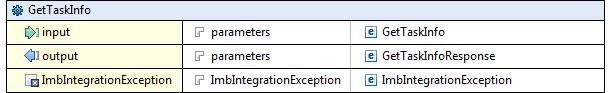 GetTaskInfo
input parameters GetTaskInfo
output parameters GetTaskInfoResponse
ImbIntegrationException ImbIntegrationException ImbIntegrationException